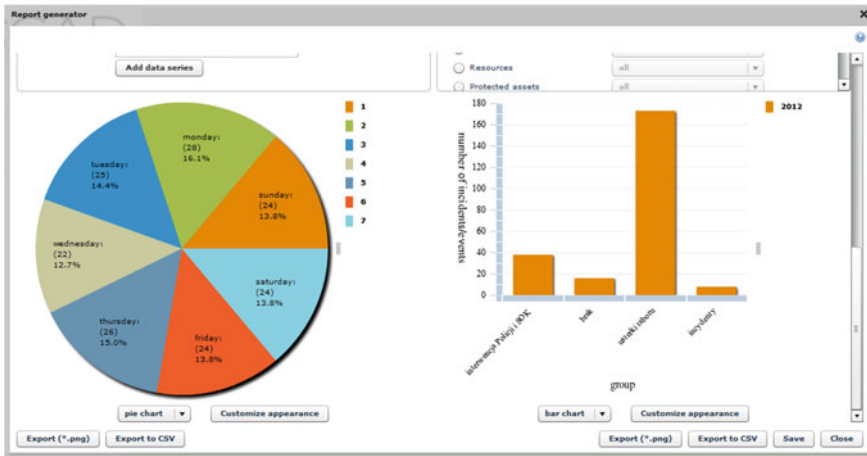 Report generator
Add data series
Resources
all
Protected assets
all
monday:
(28)
16.1%
tuesday:
(25)
14.4%
sunday:
(24)
13.8%
wednesday:
(22)
12.7%
saturday:
(24)
13.8%
thursday:
(26)
15.0%
friday:
(24)
13.8%
1
2
3
4
5
6
7
pie chart
Customize appearance
Export (*.png)
Export to CSV
number of incidents/events
180
160
140
120
100
80
60
40
20
0
2012
interwencja Policji i SOK
brak
usterki taboru
incydenty
group
bar chart
Customize appearance
Export (*.png)
Export to CSV
Save
Close